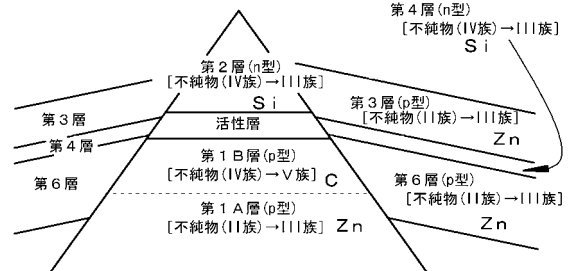 第４層(n型)
[不純物(IV族)→III族]
Si
第２層(n型)
[不純物(IV族)→III族]
Si
第３層(p型)
[不純物(II族)→III族]
Zn
第３層
活性層
第４層
第１B層(p型)
[不純物(IV族)→V族]
C
第６層
第６層(p型)
[不純物(II族)→III族]
Zn
第１A層(p型)
[不純物(II族)→III族]
Zn